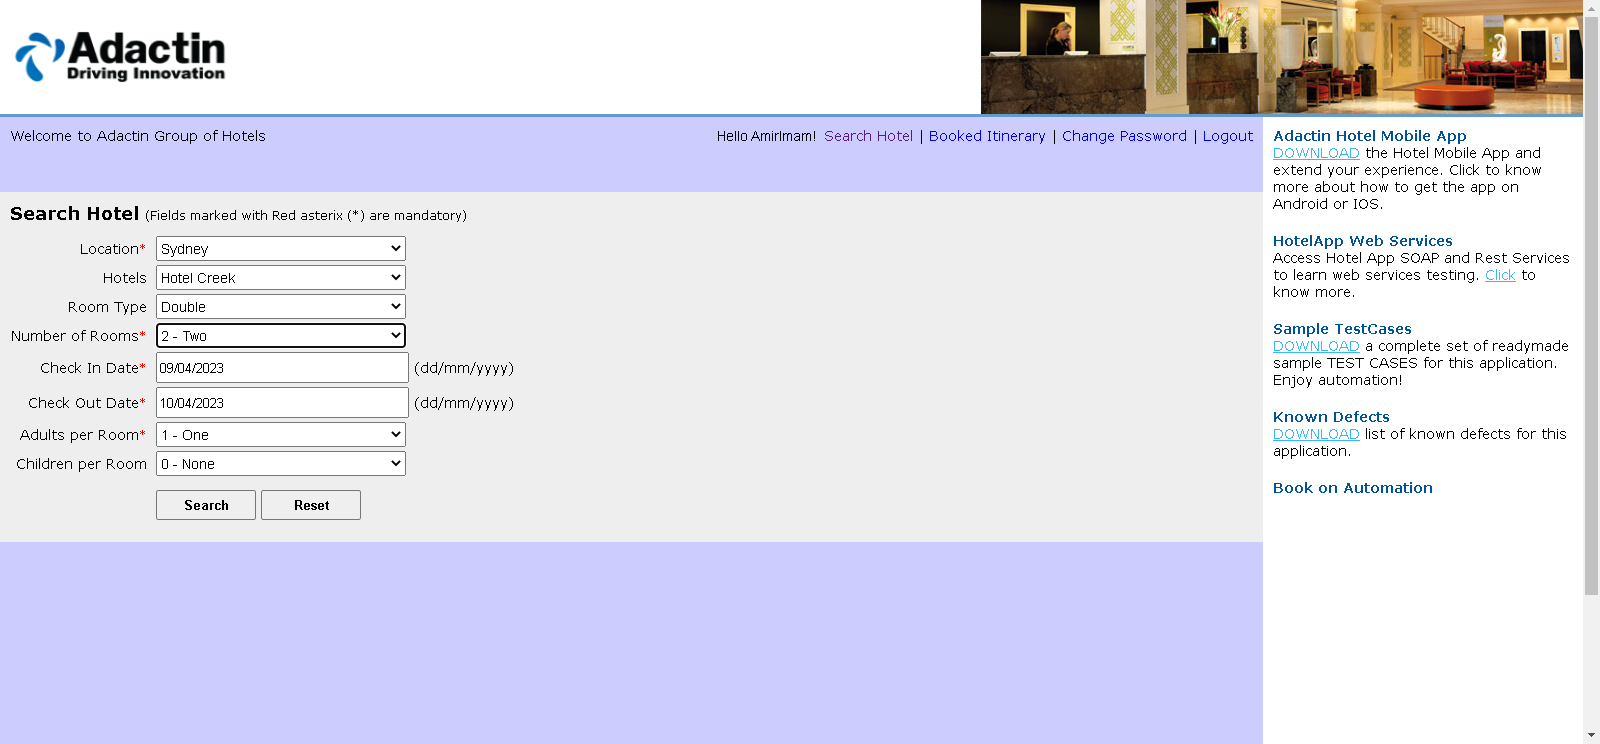 Adactin
Driving Innovation
Welcome to Adactin Group of Hotels
Hello AmirImam! Search Hotel | Booked Itinerary | Change Password | Logout
Search Hotel (Fields marked with Red asterix (*) are mandatory)
Location* Sydney
Hotels Hotel Creek
Room Type Double
Number of Rooms* 2 - Two
Check In Date* 09/04/2023 (dd/mm/yyyy)
Check Out Date* 10/04/2023 (dd/mm/yyyy)
Adults per Room* 1 - One
Children per Room 0 - None
Search Reset
Adactin Hotel Mobile App
DOWNLOAD the Hotel Mobile App and
extend your experience. Click to know
more about how to get the app on
Android or IOS.
HotelApp Web Services
Access Hotel App SOAP and Rest Services
to learn web services testing. Click to
know more.
Sample TestCases
DOWNLOAD a complete set of readymade
sample TEST CASES for this application.
Enjoy automation!
Known Defects
DOWNLOAD list of known defects for this
application.
Book on Automation